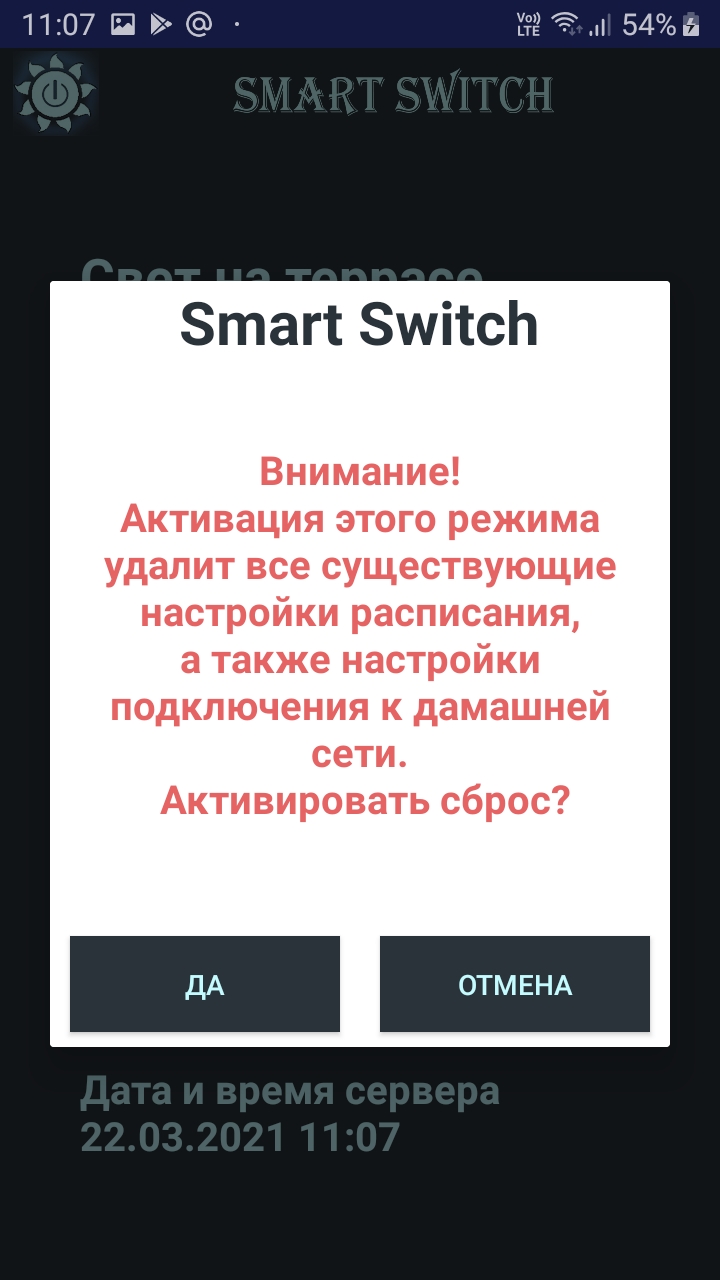 11:07
Vo))
LTE
54%
SMART SWITCH
Свет на террасе
Smart Switch
Внимание!
Активация этого режима
удалит все существующие
настройки расписания,
а также настройки
подключения к дамашней
сети.
Активировать сброс?
ДА
ОТМЕНА
Дата и время сервера
22.03.2021 11:07